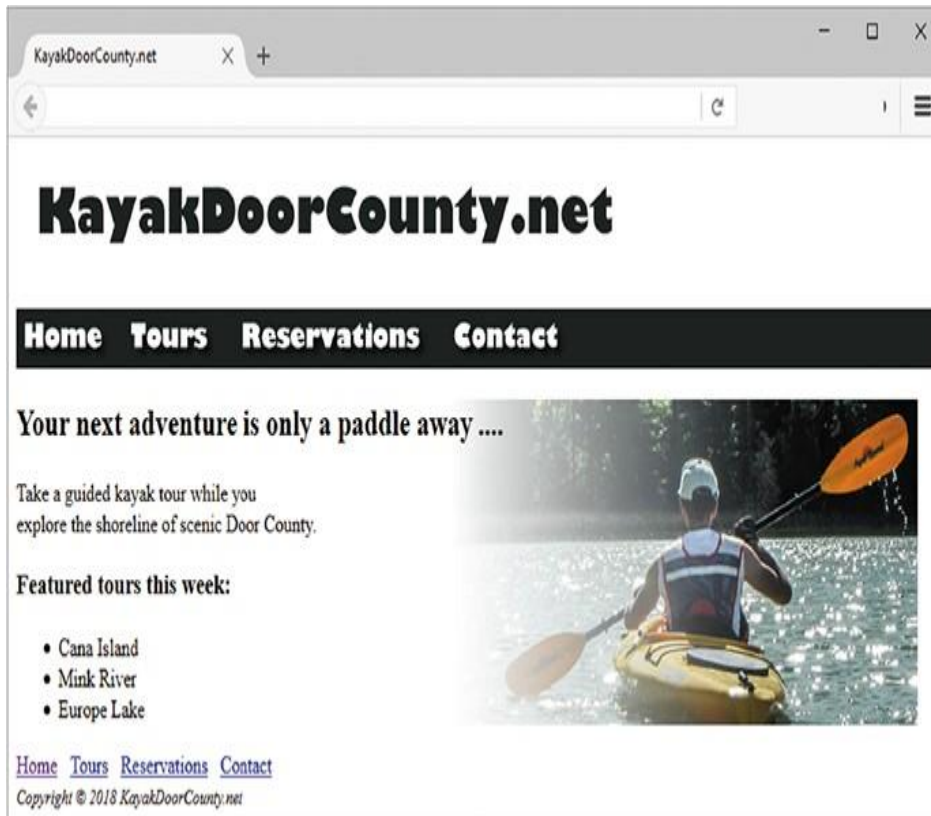 KayakDoorCounty.net
KayakDoorCounty.net
Home Tours Reservations Contact
Your next adventure is only a paddle away ....
Take a guided kayak tour while you
explore the shoreline of scenic Door County.
Featured tours this week:
• Cana Island
• Mink River
• Europe Lake
Home Tours Reservations Contact
Copyright © 2018 KayakDoorCounty.net